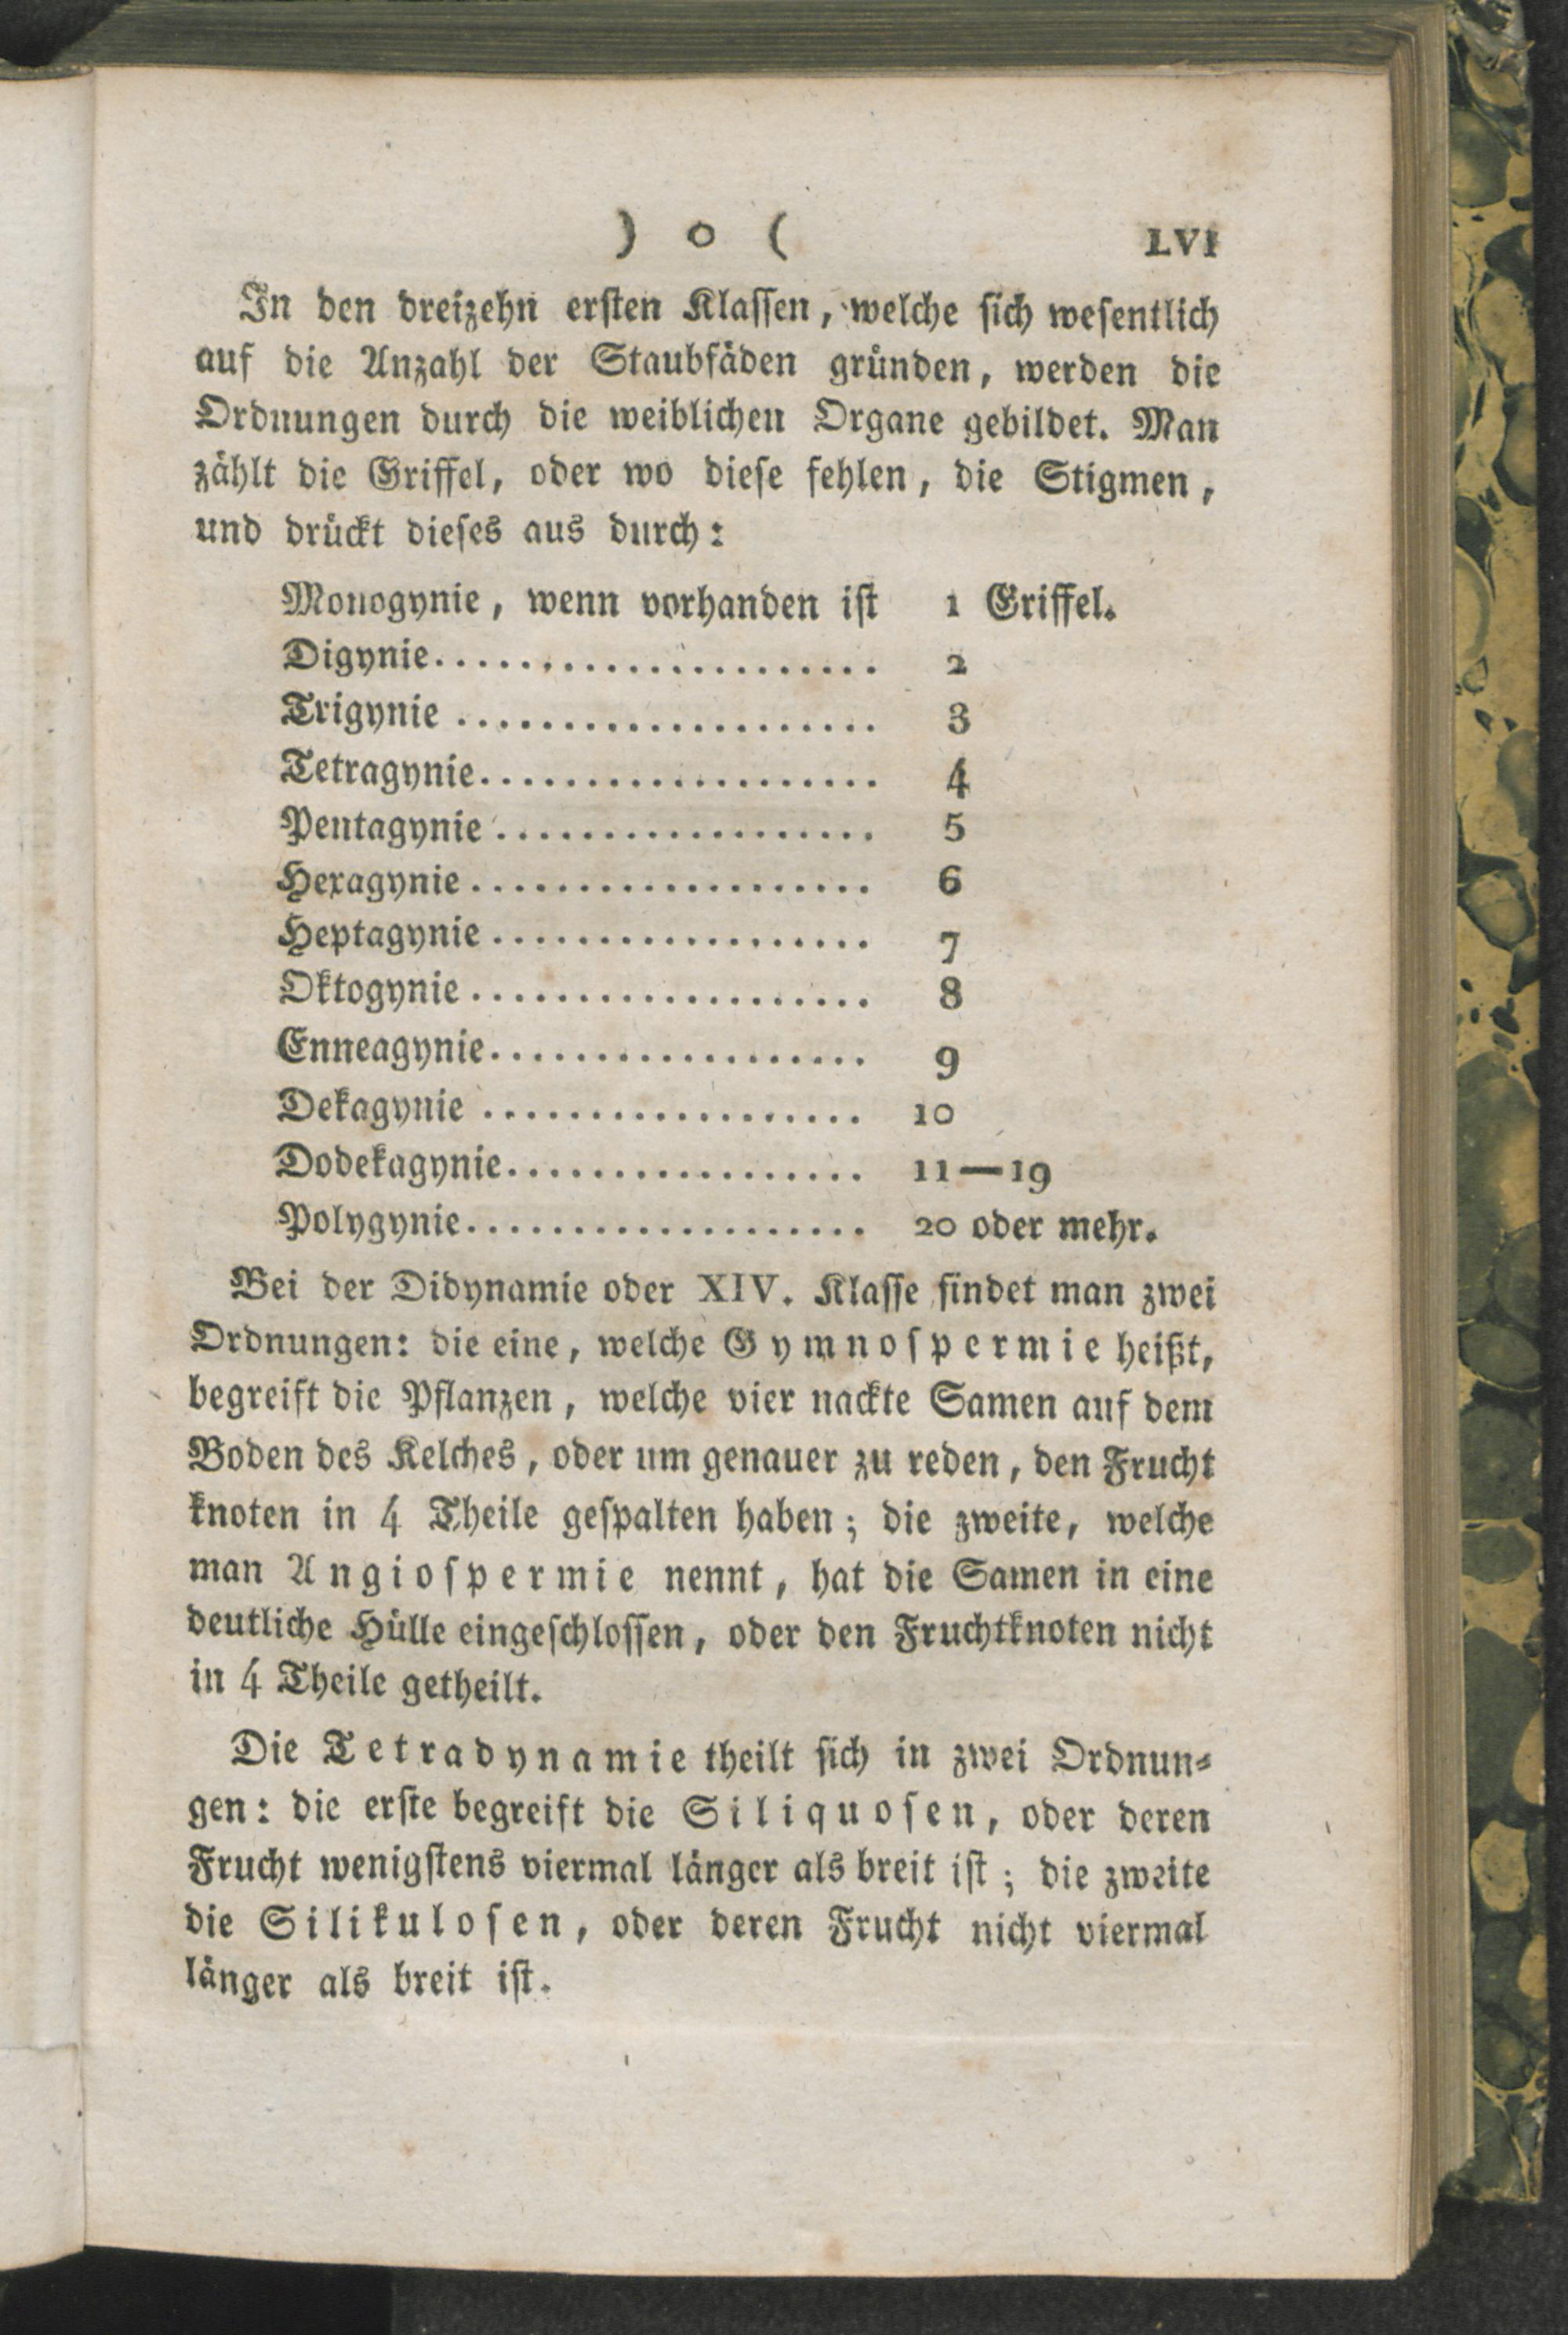 ) o ( LVI
In den dreizehn ersten Klassen, welche sich wesentlich
auf die Anzahl der Staubfäden gründen, werden die
Ordnungen durch die weiblichen Organe gebildet. Man
zählt die Griffel, oder wo diese fehlen, die Stigmen,
und drückt dieses aus durch:
Monogynie, wenn vorhanden ist 1 Griffel.
Digynie..................... 2
Trigynie .................... 3
Tetragynie................... 4
Pentagynie .................. 5
Hexagynie................... 6
Heptagynie.................. 7
Oktogynie................... 8
Enneagynie.................. 9
Dekagynie .................. 10
Dodekagynie................. 11—19
Polygynie................... 20 oder mehr.
Bei der Didynamie oder XIV. Klasse findet man zwei
Ordnungen: die eine, welche Gymnospermie heißt,
begreift die Pflanzen, welche vier nackte Samen auf dem
Boden des Kelches, oder um genauer zu reden, den Frucht
knoten in 4 Theile gespalten haben; die zweite, welche
man Angiospermie nennt, hat die Samen in eine
deutliche Hülle eingeschlossen, oder den Fruchtknoten nicht
in 4 Theile getheilt.
Die Tetradynamie theilt sich in zwei Ordnun-
gen: die erste begreift die Siliquosen, oder deren
Frucht wenigstens viermal länger als breit ist; die zweite
die Silikulosen, oder deren Frucht nicht viermal
länger als breit ist.